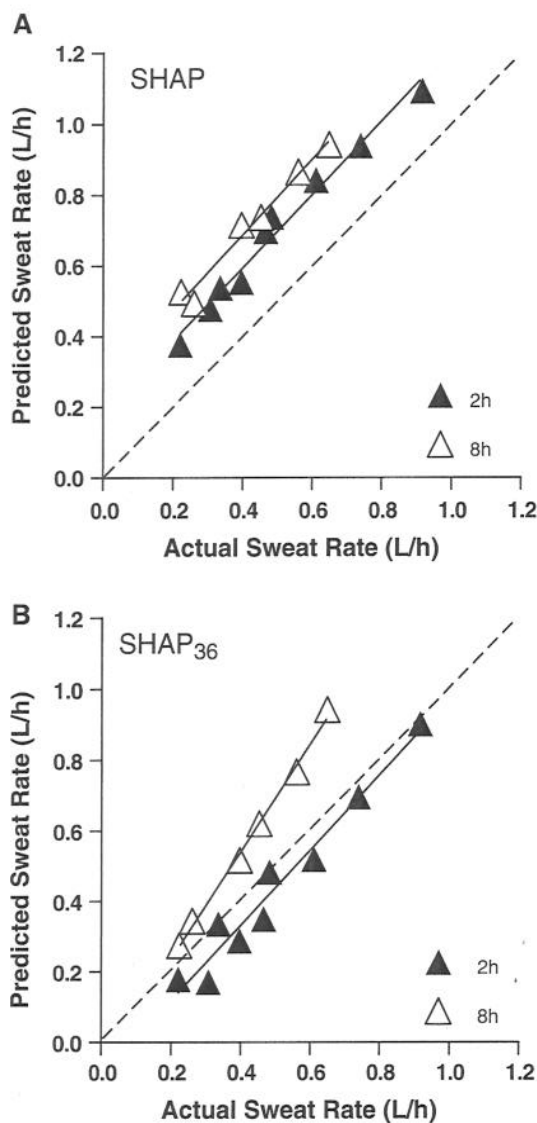 A
SHAP
Predicted Sweat Rate (L/h)
1.2
1.0
0.8
0.6
0.4
0.2
0.0
2h
8h
0.0 0.2 0.4 0.6 0.8 1.0 1.2
Actual Sweat Rate (L/h)
B
SHAP36
Predicted Sweat Rate (L/h)
1.2
1.0
0.8
0.6
0.4
0.2
0.0
2h
8h
0.0 0.2 0.4 0.6 0.8 1.0 1.2
Actual Sweat Rate (L/h)